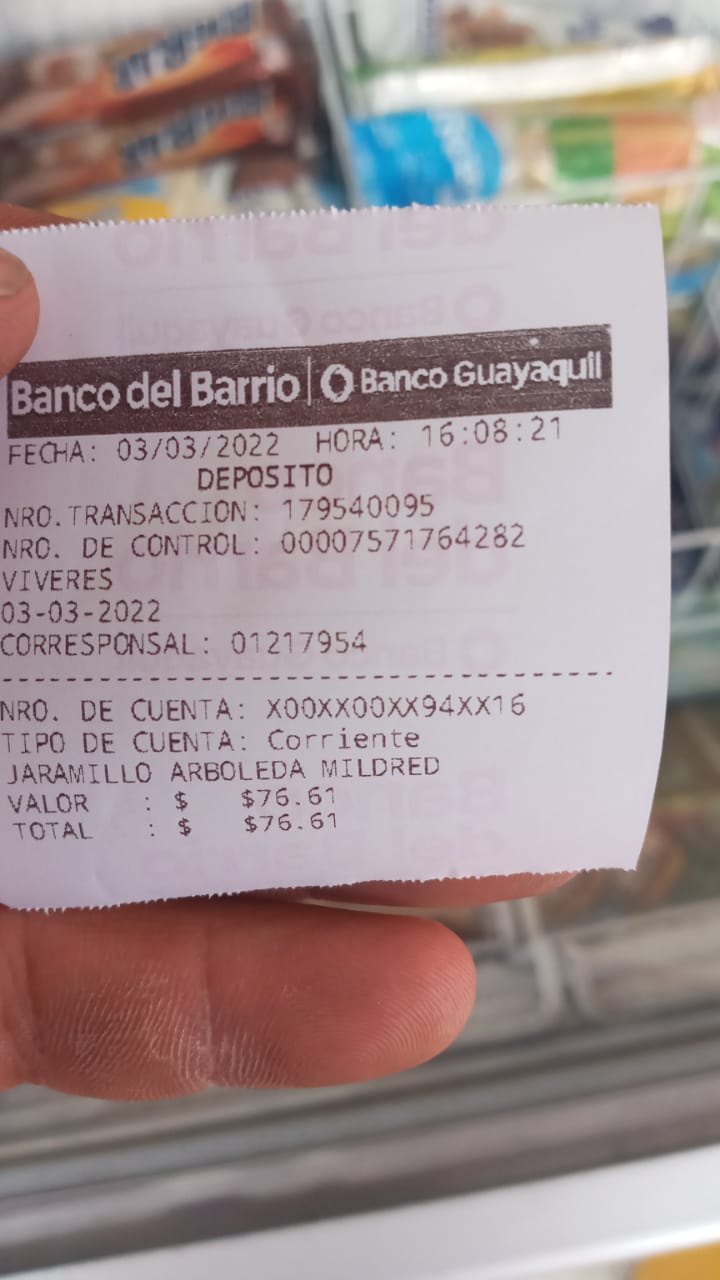 Banco del Barrio | Banco Guayaquil
FECHA: 03/03/2022 HORA: 16:08:21
DEPOSITO
NRO.TRANSACCION: 179540095
NRO. DE CONTROL: 00007571764282
VIVERES
03-03-2022
CORRESPONSAL: 01217954
NRO. DE CUENTA: X00XX00XX94XX16
TIPO DE CUENTA: Corriente
JARAMILLO ARBOLEDA MILDRED
VALOR : $ $76.61
TOTAL : $ $76.61